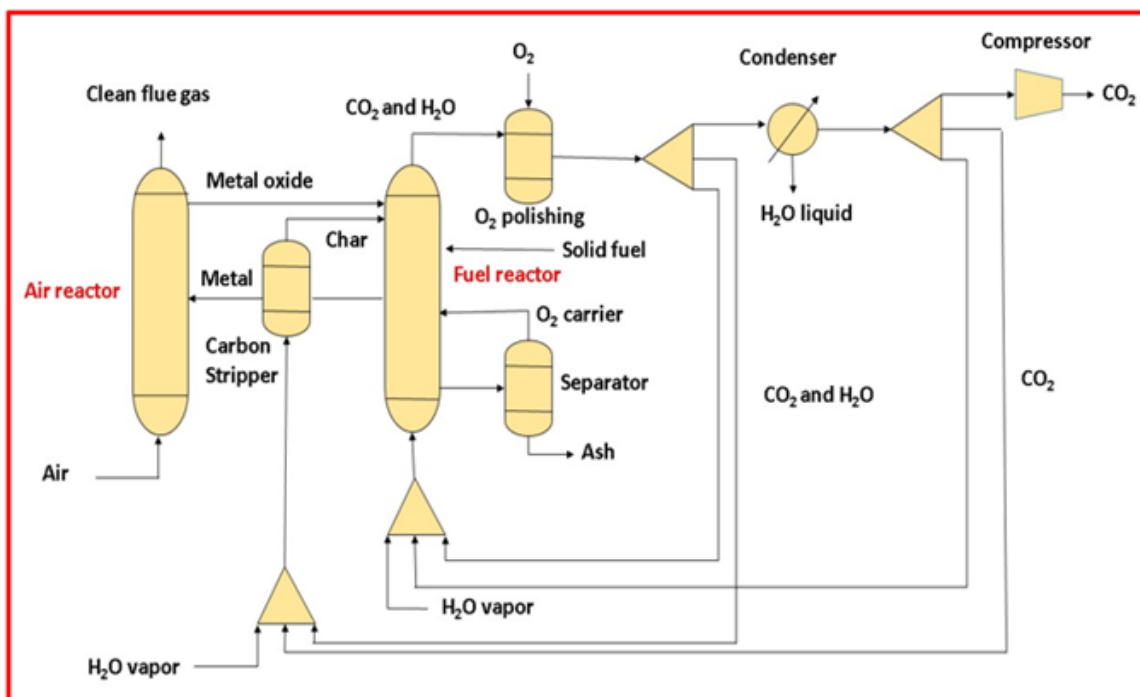 Compressor
Condenser
O₂
Clean flue gas
CO₂ and H₂O
CO₂
Metal oxide
O₂ polishing
H₂O liquid
Char
Solid fuel
Metal
Fuel reactor
Air reactor
O₂ carrier
Carbon
Stripper
Separator
CO₂ and H₂O
CO₂
Ash
Air
H₂O vapor
H₂O vapor